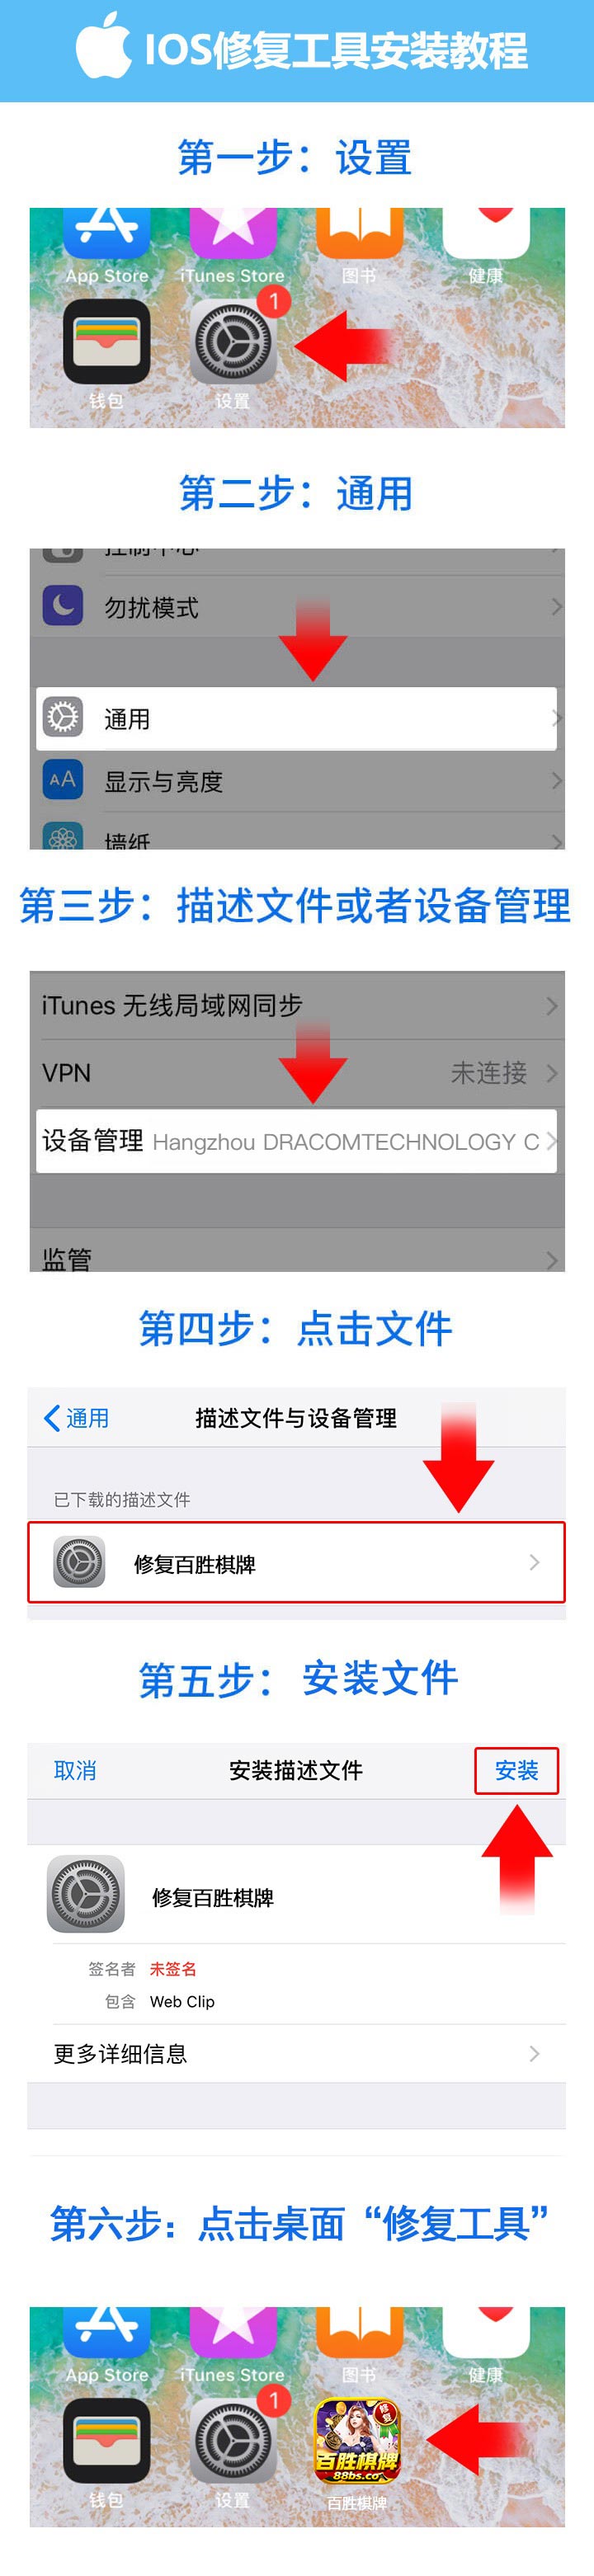 IOS修复工具安装教程
第一步：设置
App Store
iTunes Store
图书
健康
1
钱包
设置
第二步：通用
控制中心
勿扰模式
通用
AA
显示与亮度
墙纸
第三步：描述文件或者设备管理
iTunes 无线局域网同步
VPN 未连接
设备管理 Hangzhou DRACOMTECHNOLOGY C
监管
第四步：点击文件
通用 描述文件与设备管理
已下载的描述文件
修复百胜棋牌
第五步：安装文件
取消 安装描述文件 安装
修复百胜棋牌
签名者 未签名
包含 Web Clip
更多详细信息
第六步：点击桌面“修复工具”
App Store
iTunes Store
图书
健康
1
百胜棋牌
88bs.co
钱包
设置
百胜棋牌